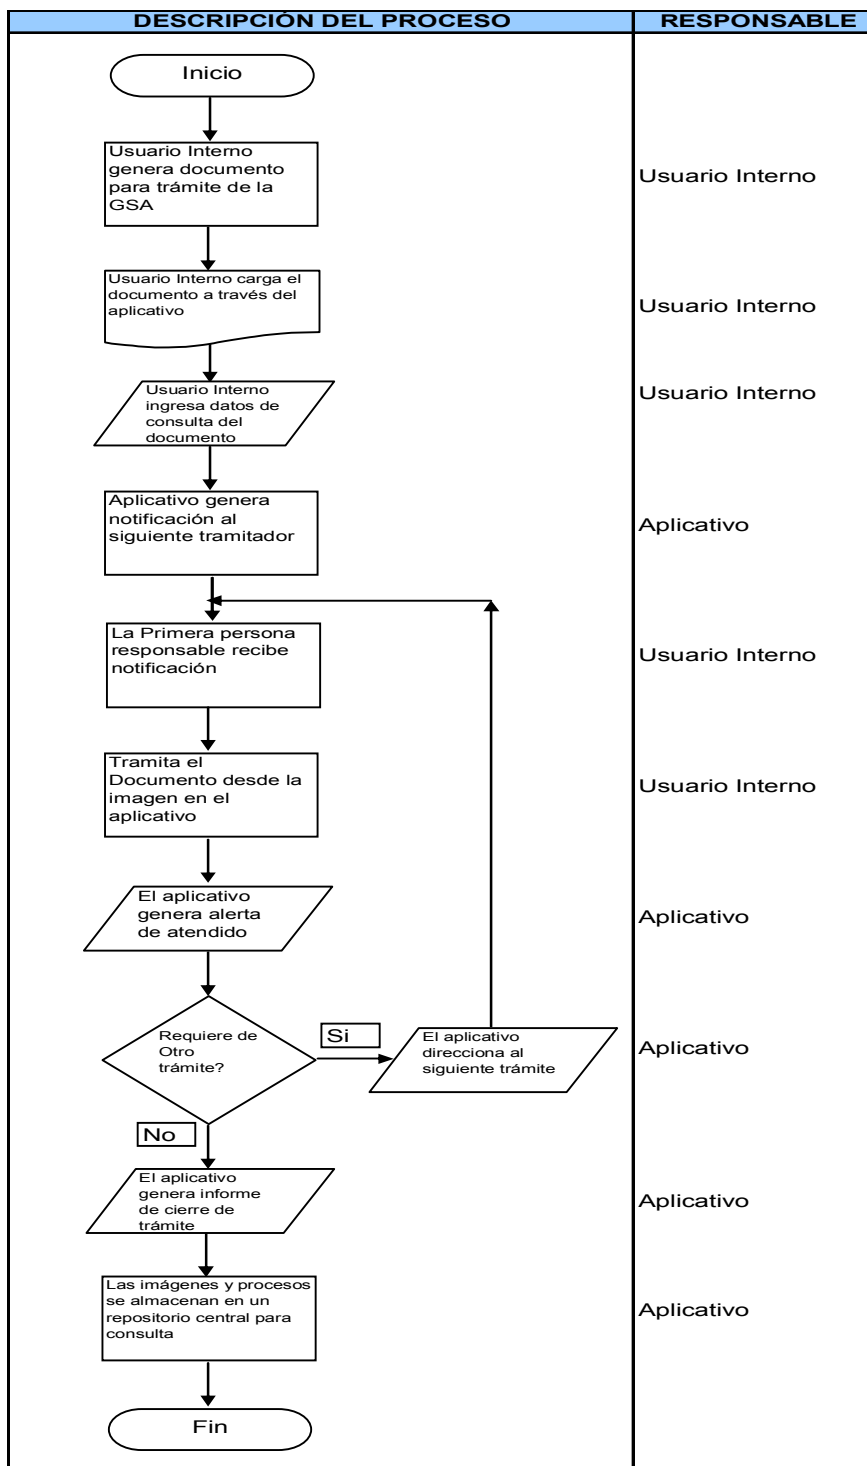 DESCRIPCIÓN DEL PROCESO
RESPONSABLE
Inicio
Usuario Interno
genera documento
para trámite de la
GSA
Usuario Interno
Usuario Interno carga el
documento a través del
aplicativo
Usuario Interno
Usuario Interno
ingresa datos de
consulta del
documento
Usuario Interno
Aplicativo genera
notificación al
siguiente tramitador
Aplicativo
La Primera persona
responsable recibe
notificación
Usuario Interno
Tramita el
Documento desde la
imagen en el
aplicativo
Usuario Interno
El aplicativo
genera alerta
de atendido
Aplicativo
Requiere de
Otro
trámite?
Si
El aplicativo
direcciona al
siguiente trámite
Aplicativo
No
El aplicativo
genera informe
de cierre de
trámite
Aplicativo
Las imágenes y procesos
se almacenan en un
repositorio central para
consulta
Aplicativo
Fin